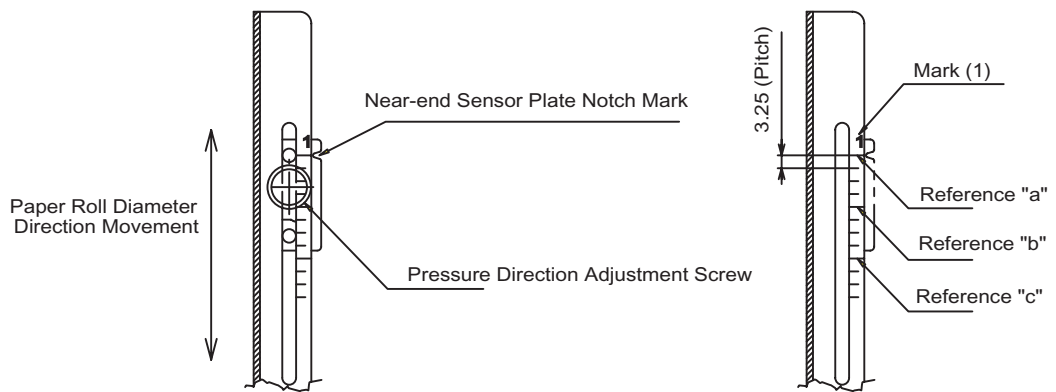 Near-end Sensor Plate Notch Mark
1
Paper Roll Diameter
Direction Movement
Pressure Direction Adjustment Screw
3.25 (Pitch)
Mark (1)
1
Reference "a"
Reference "b"
Reference "c"